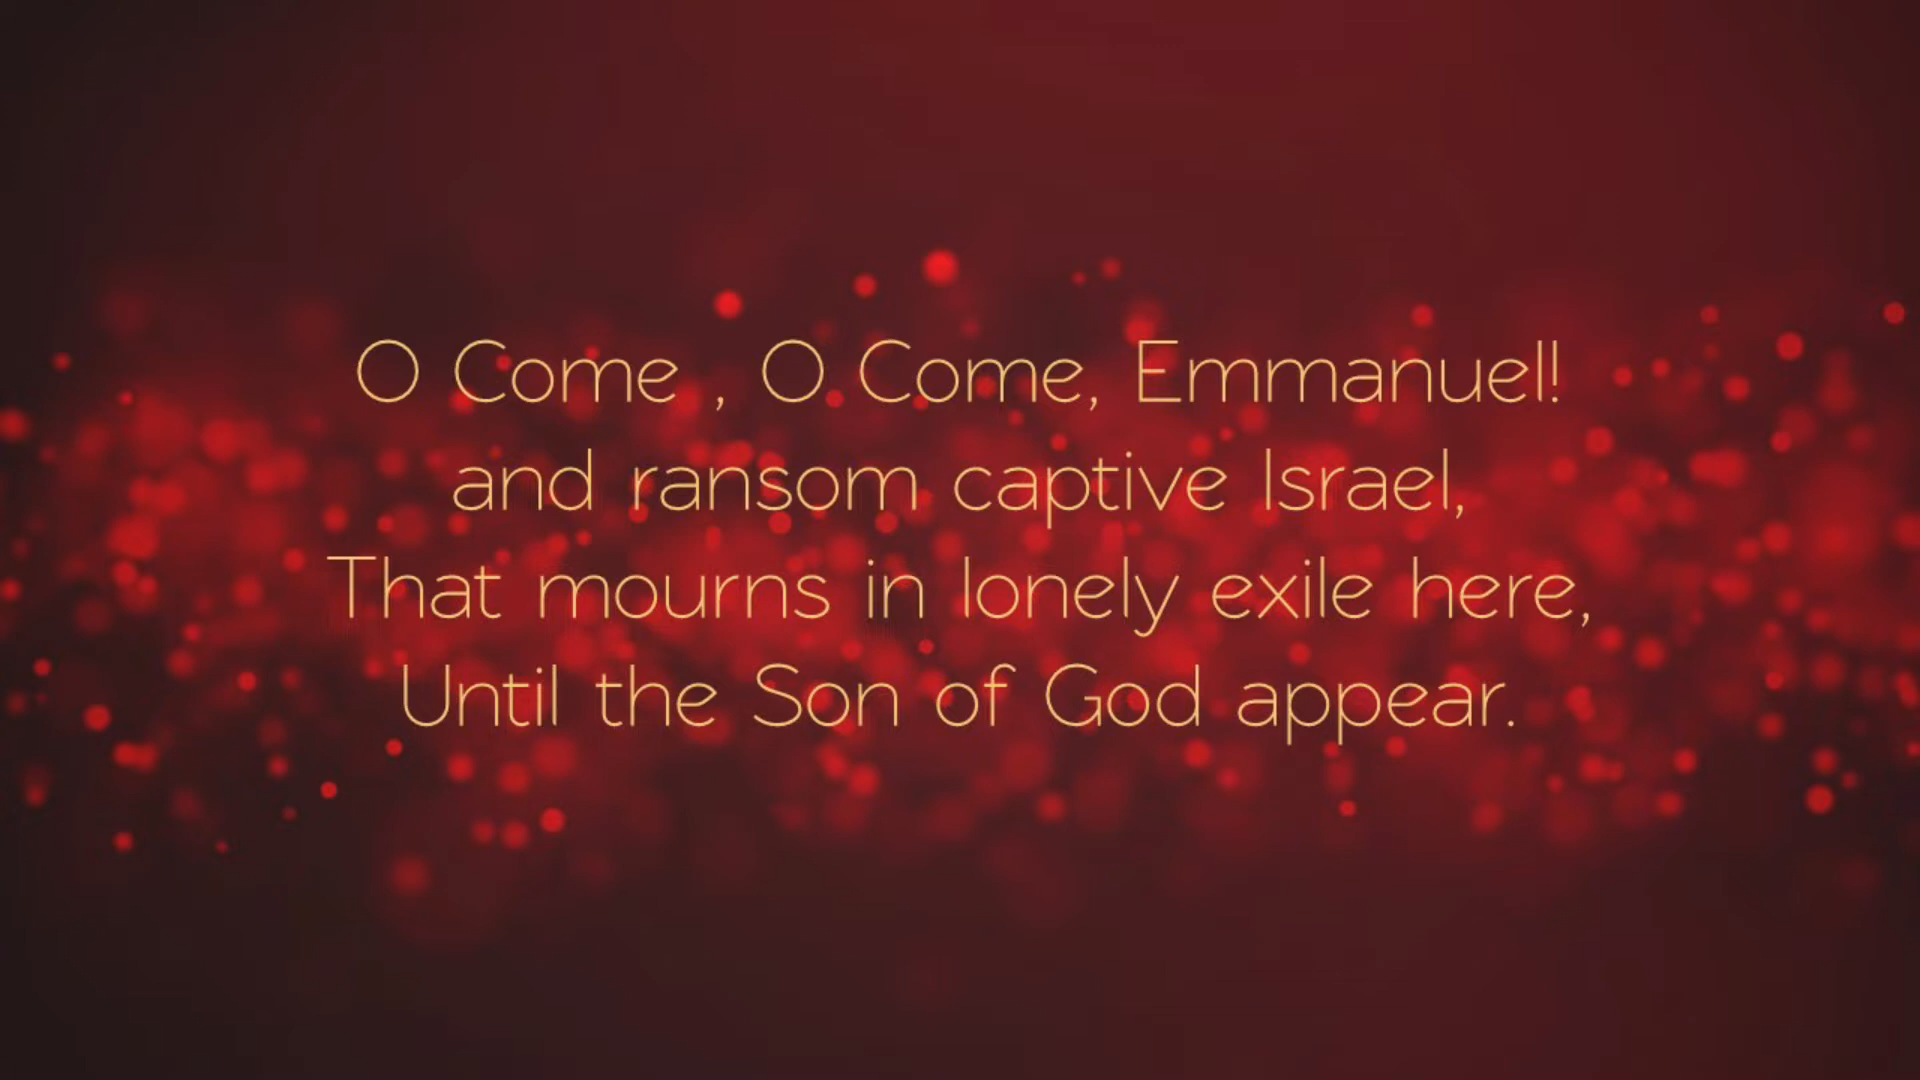 O Come , O Come, Emmanuel!
and ransom captive Israel,
That mourns in lonely exile here,
Until the Son of God appear.